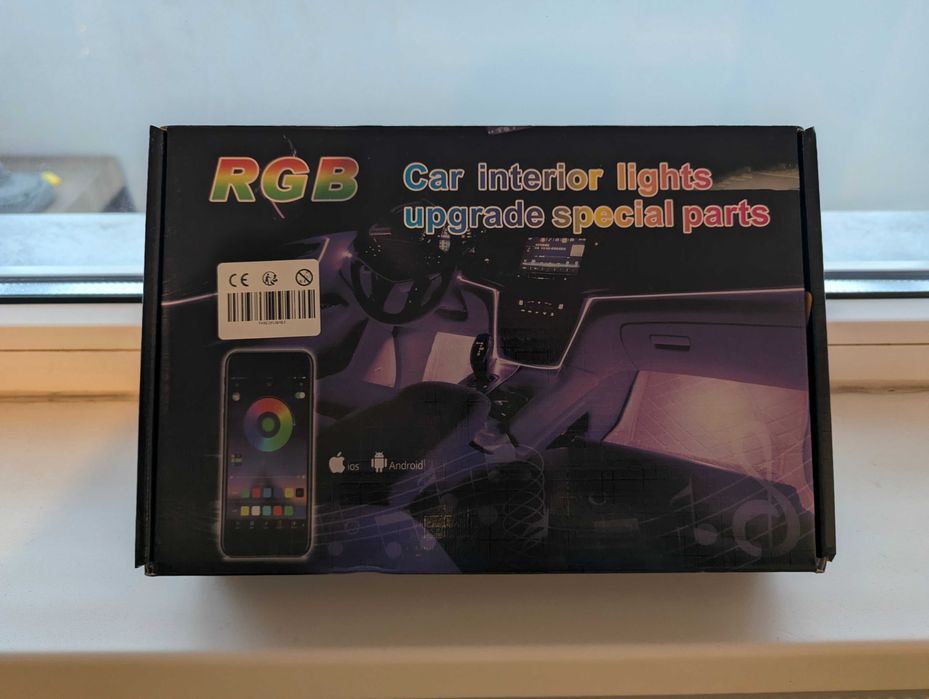 RGB
Car interior lights
upgrade special parts
CE
iOS
Android